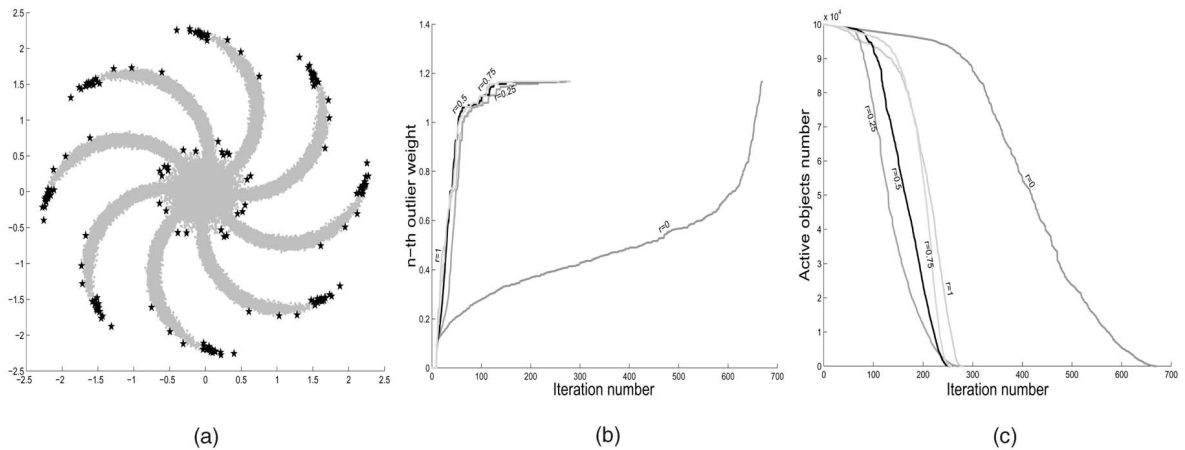 2.5
2
1.5
1
0.5
0
−0.5
−1
−1.5
−2
2.5
−2.5 −2 −1.5 −1 −0.5 0 0.5 1 1.5 2 2.5
(a)
n−th outlier weight
1.4
1.2
1
0.8
0.6
0.4
0.2
0
0 100 200 300 400 500 600 700
r=0.75
r=0.5
r=0.25
r=0
r=1
Iteration number
(b)
Active objects number
x 10⁴
10
9
8
7
6
5
4
3
2
1
0
0 100 200 300 400 500 600 700
r=0.25
r=0.5
r=0.75
r=1
r=0
Iteration number
(c)